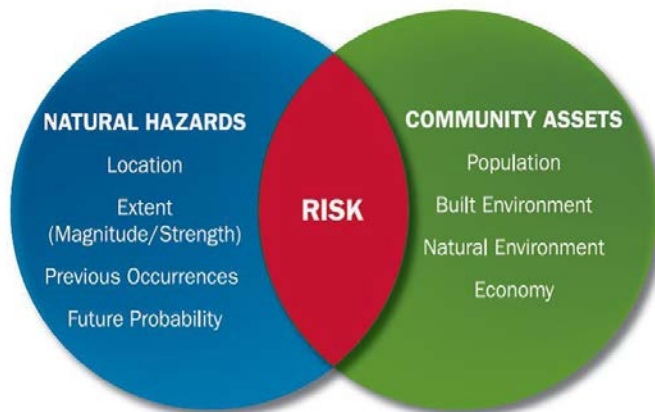 NATURAL HAZARDS
Location
Extent
(Magnitude/Strength)
Previous Occurrences
Future Probability
RISK
COMMUNITY ASSETS
Population
Built Environment
Natural Environment
Economy